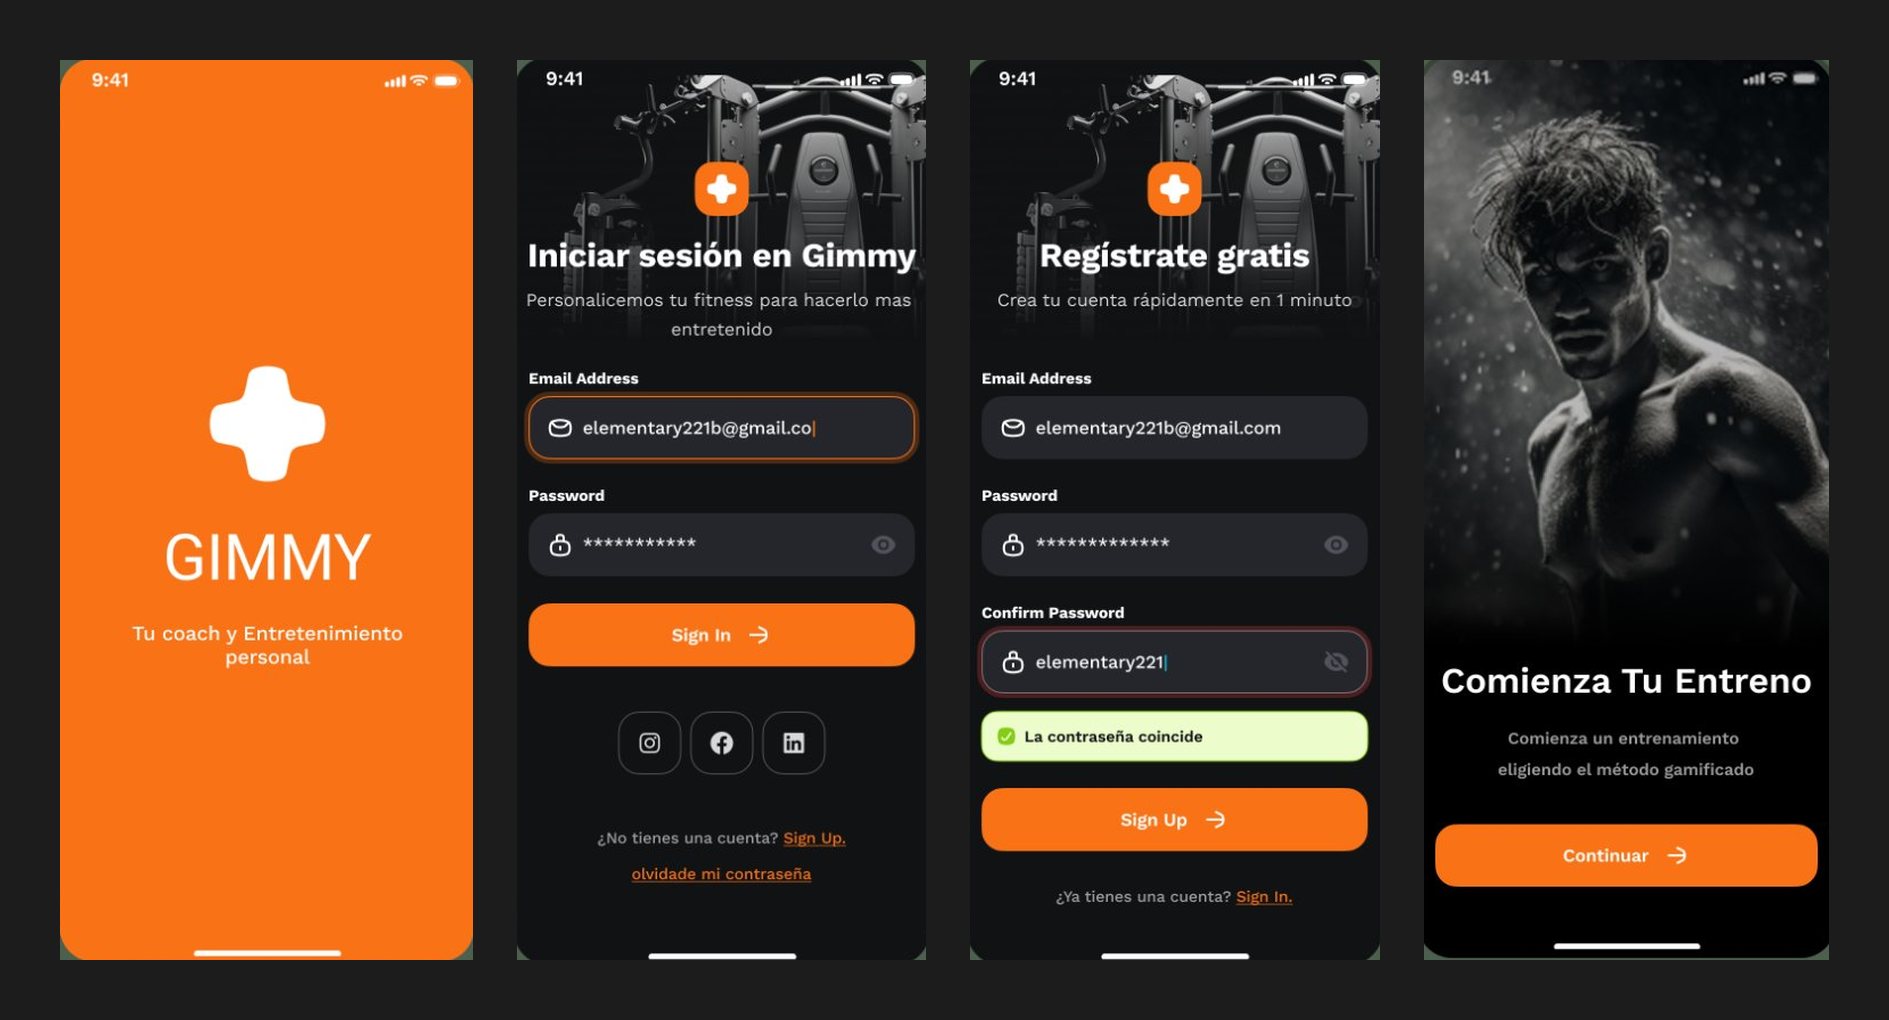 9:41
GIMMY
Tu coach y Entretenimiento
personal
9:41
Iniciar sesión en Gimmy
Personalicemos tu fitness para hacerlo mas
entretenido
Email Address
elementary221b@gmail.co
Password
***********
Sign In
¿No tienes una cuenta? Sign Up.
olvidade mi contraseña
9:41
Regístrate gratis
Crea tu cuenta rápidamente en 1 minuto
Email Address
elementary221b@gmail.com
Password
*************
Confirm Password
elementary221
La contraseña coincide
Sign Up
¿Ya tienes una cuenta? Sign In.
9:41
Comienza Tu Entreno
Comienza un entrenamiento
eligiendo el método gamificado
Continuar